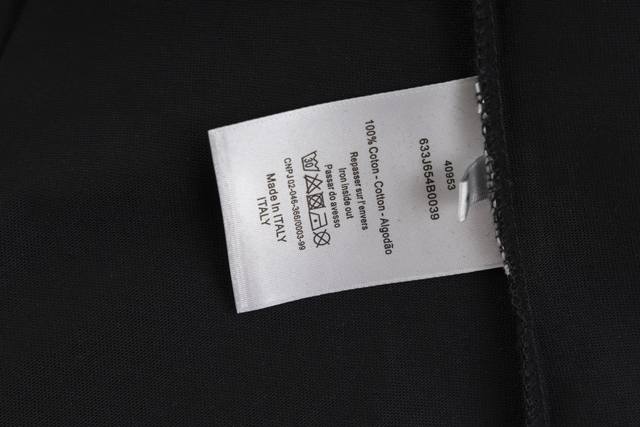 40953
633J654B0039
100% Coton - Cotton - Algodão
Repasser sur l'envers
Iron inside out
Passar do avesso
30
CNPJ 02-046-366/0003-99
Made In ITALY
ITALY